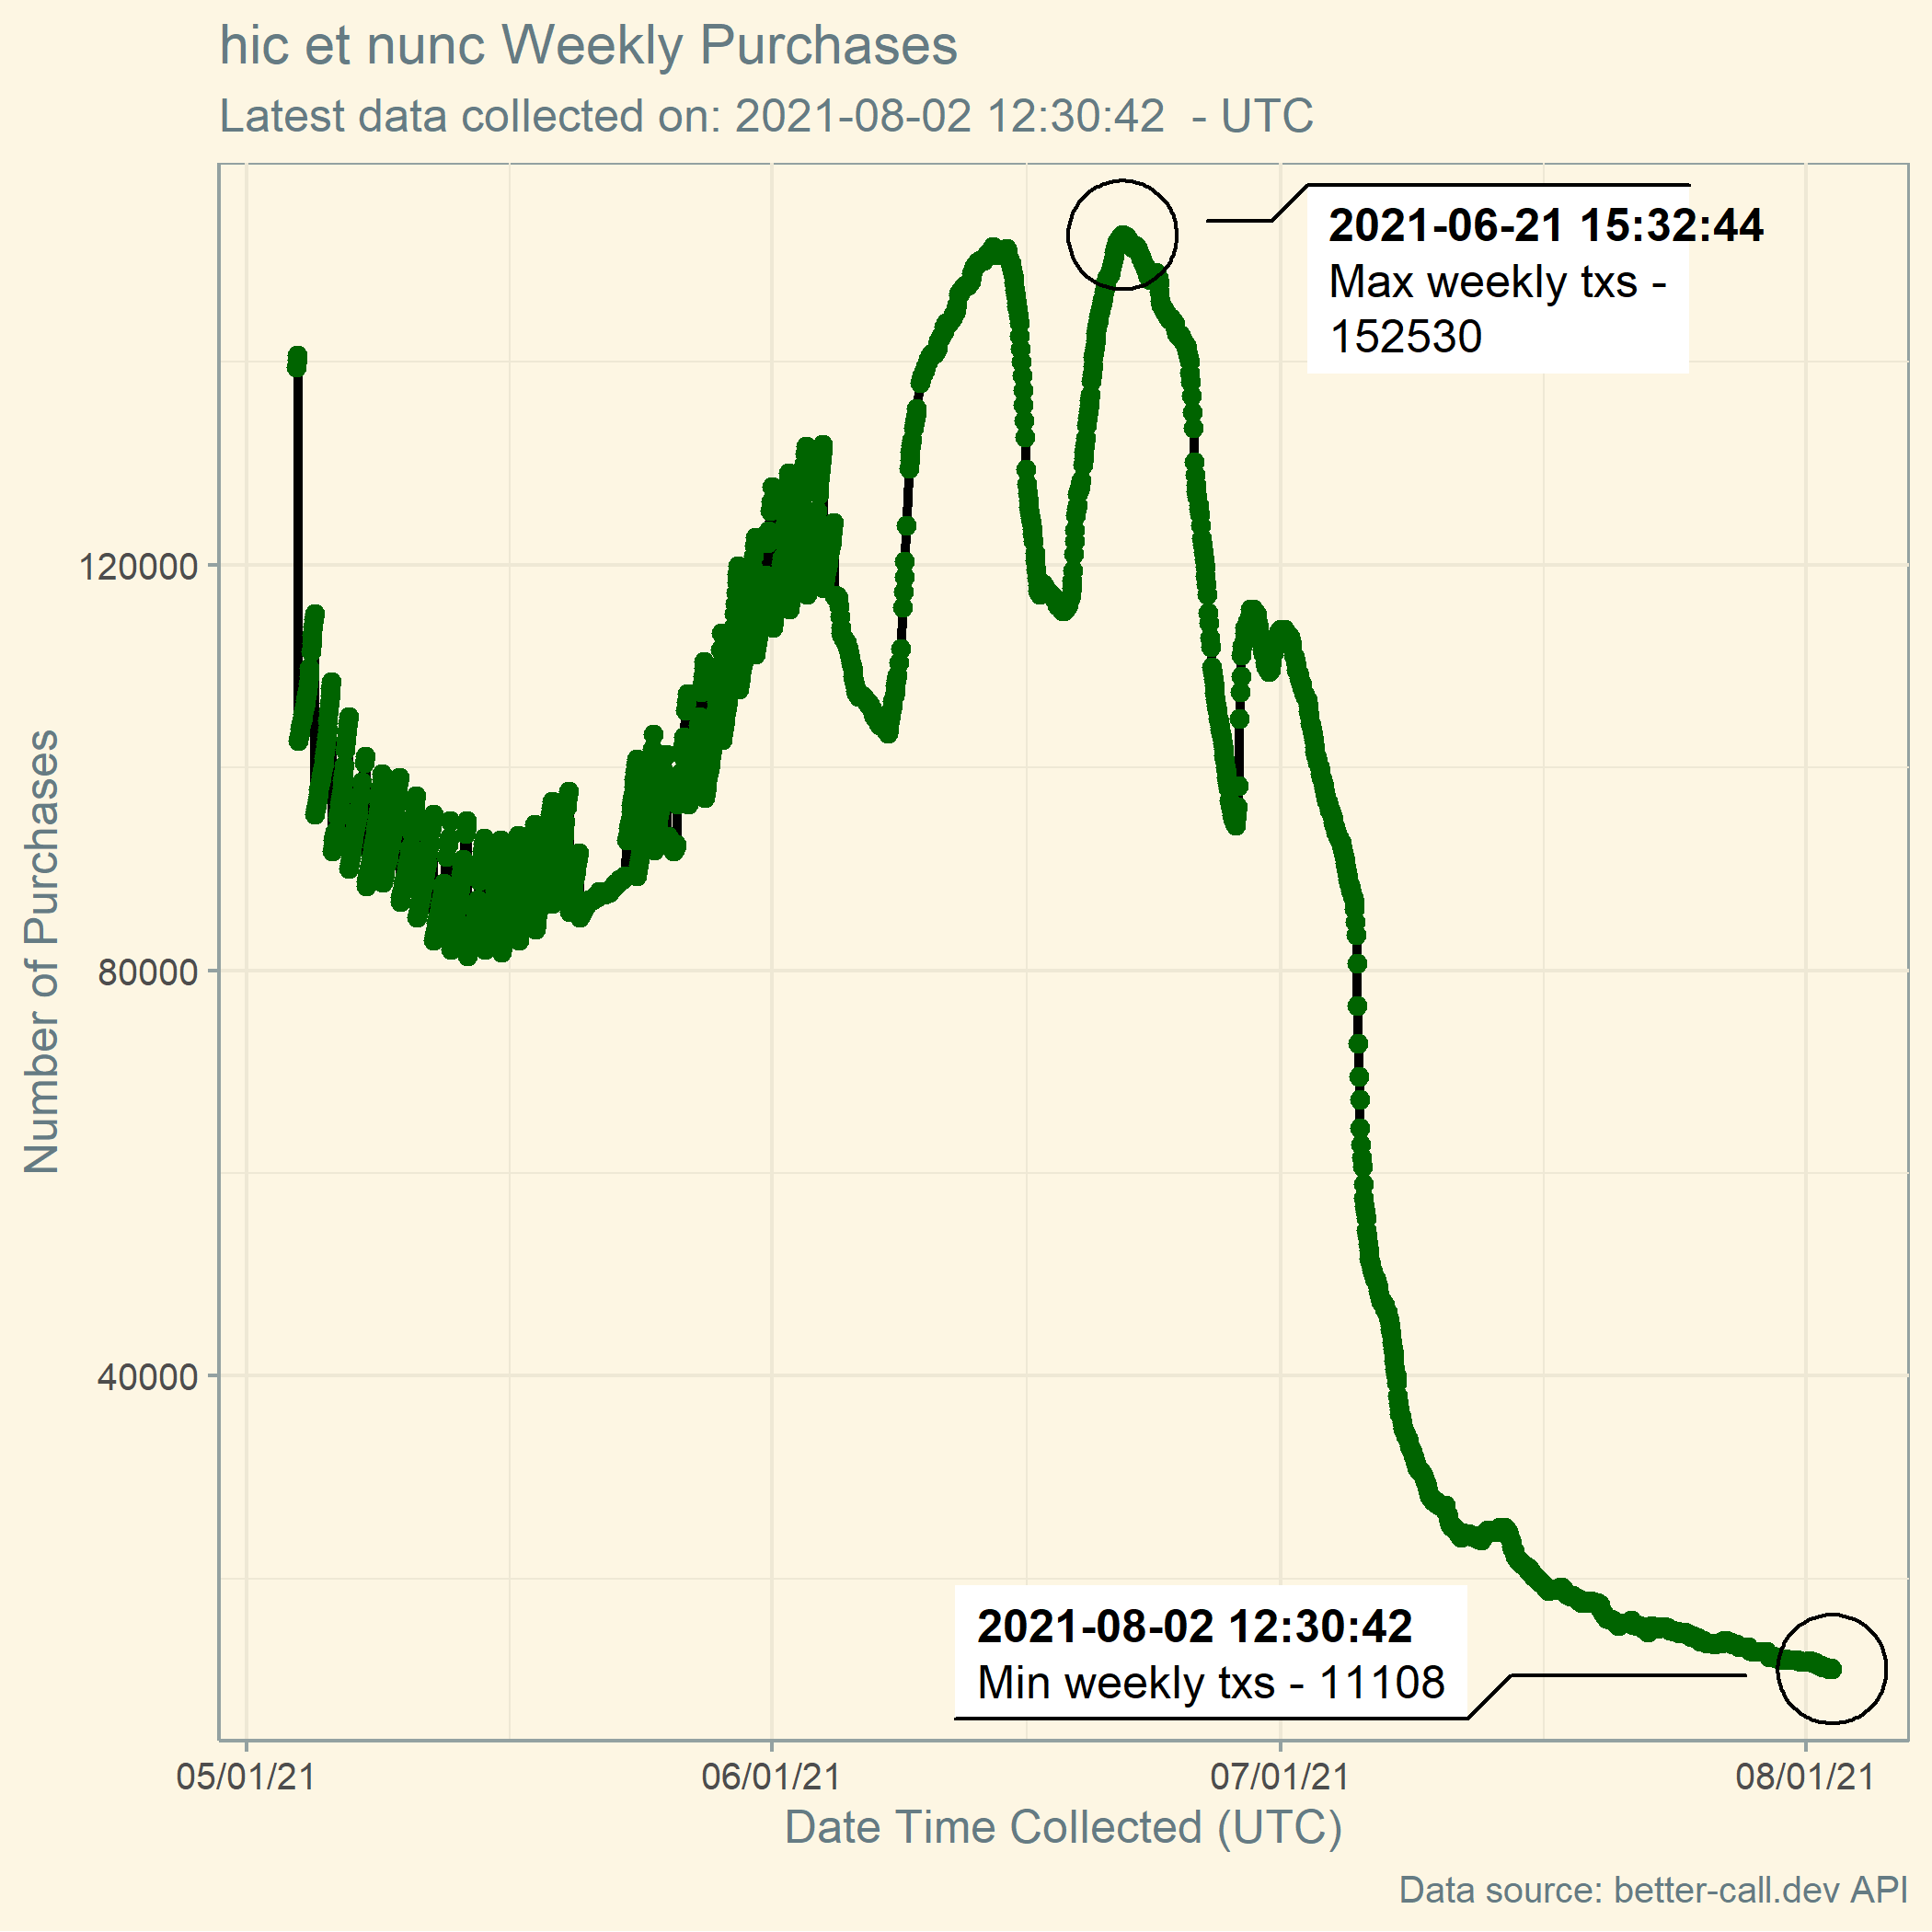 hic et nunc Weekly Purchases
Latest data collected on: 2021-08-02 12:30:42  - UTC
2021-06-21 15:32:44
Max weekly txs -
152530
120000
80000
40000
Number of Purchases
2021-08-02 12:30:42
Min weekly txs - 11108
05/01/21
06/01/21
07/01/21
08/01/21
Date Time Collected (UTC)
Data source: better-call.dev API